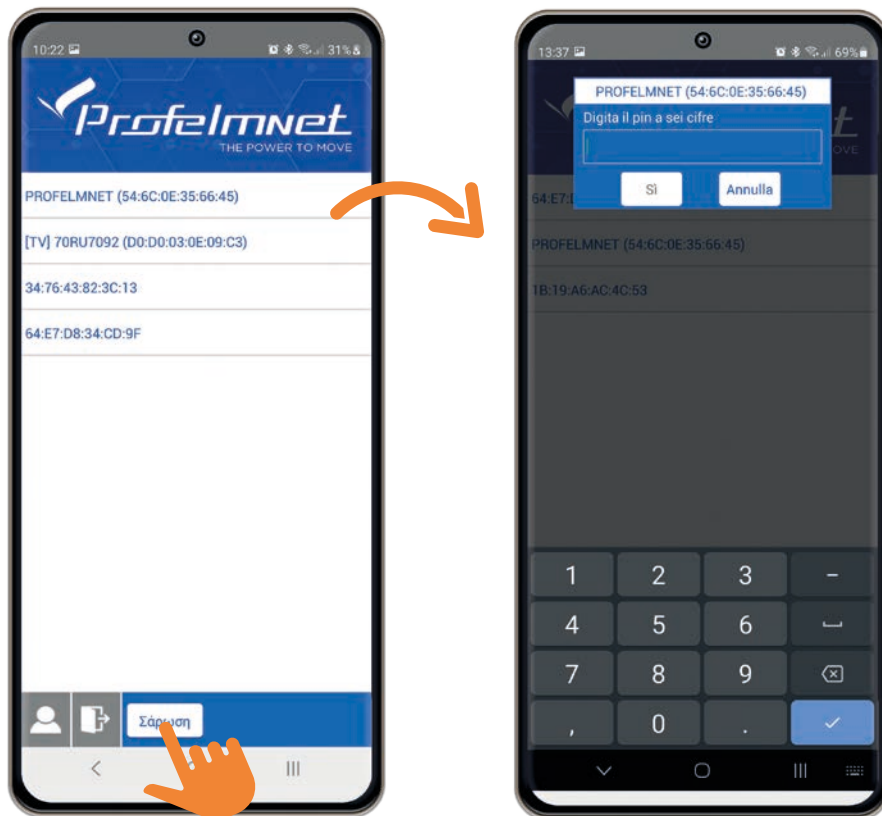 10:22
31%
Profelmnet
THE POWER TO MOVE
PROFELMNET (54:6C:0E:35:66:45)
[TV] 70RU7092 (D0:D0:03:0E:09:C3)
34:76:43:82:3C:13
64:E7:D8:34:CD:9F
Σάρωση
13:37
69%
PROFELMNET (54:6C:0E:35:66:45)
Digita il pin a sei cifre
Sì
Annulla
OVE
64:E7:D
PROFELMNET (54:6C:0E:35:66:45)
1B:19:A6:AC:4C:53
1 2 3 -
4 5 6
7 8 9
, 0 .